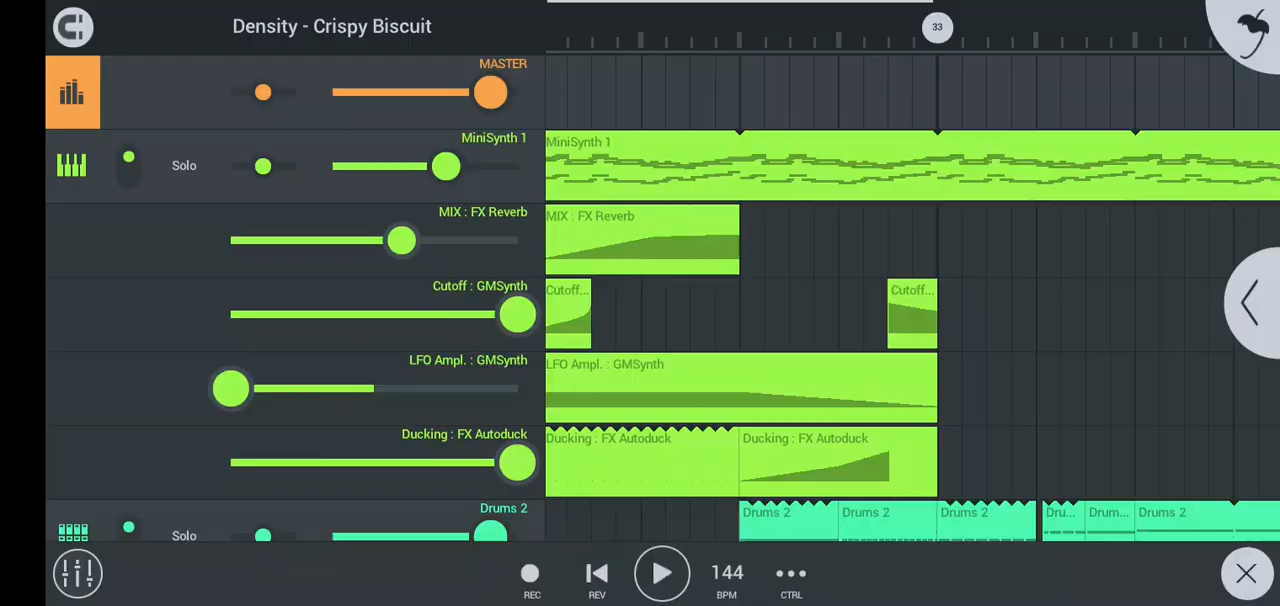 Density - Crispy Biscuit
33
MASTER
MiniSynth 1
Solo
MiniSynth 1
MIX : FX Reverb
MIX : FX Reverb
Cutoff : GMSynth
Cutoff...
Cutoff...
LFO Ampl. : GMSynth
LFO Ampl. : GMSynth
Ducking : FX Autoduck
Ducking : FX Autoduck
Ducking : FX Autoduck
Drums 2
Solo
Drums 2
Drums 2
Drums 2
Dru...
Drum...
Drums 2
144
REC
REV
BPM
CTRL